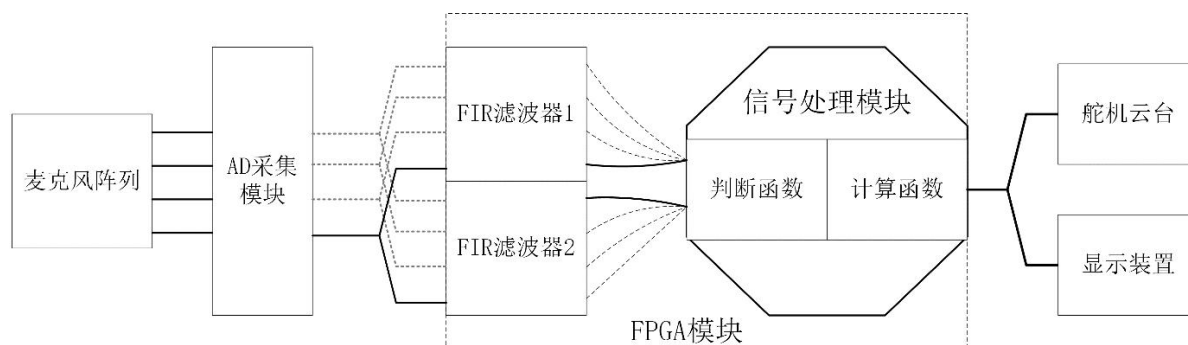 麦克风阵列
AD采集
模块
FIR滤波器1
FIR滤波器2
信号处理模块
判断函数
计算函数
FPGA模块
舵机云台
显示装置